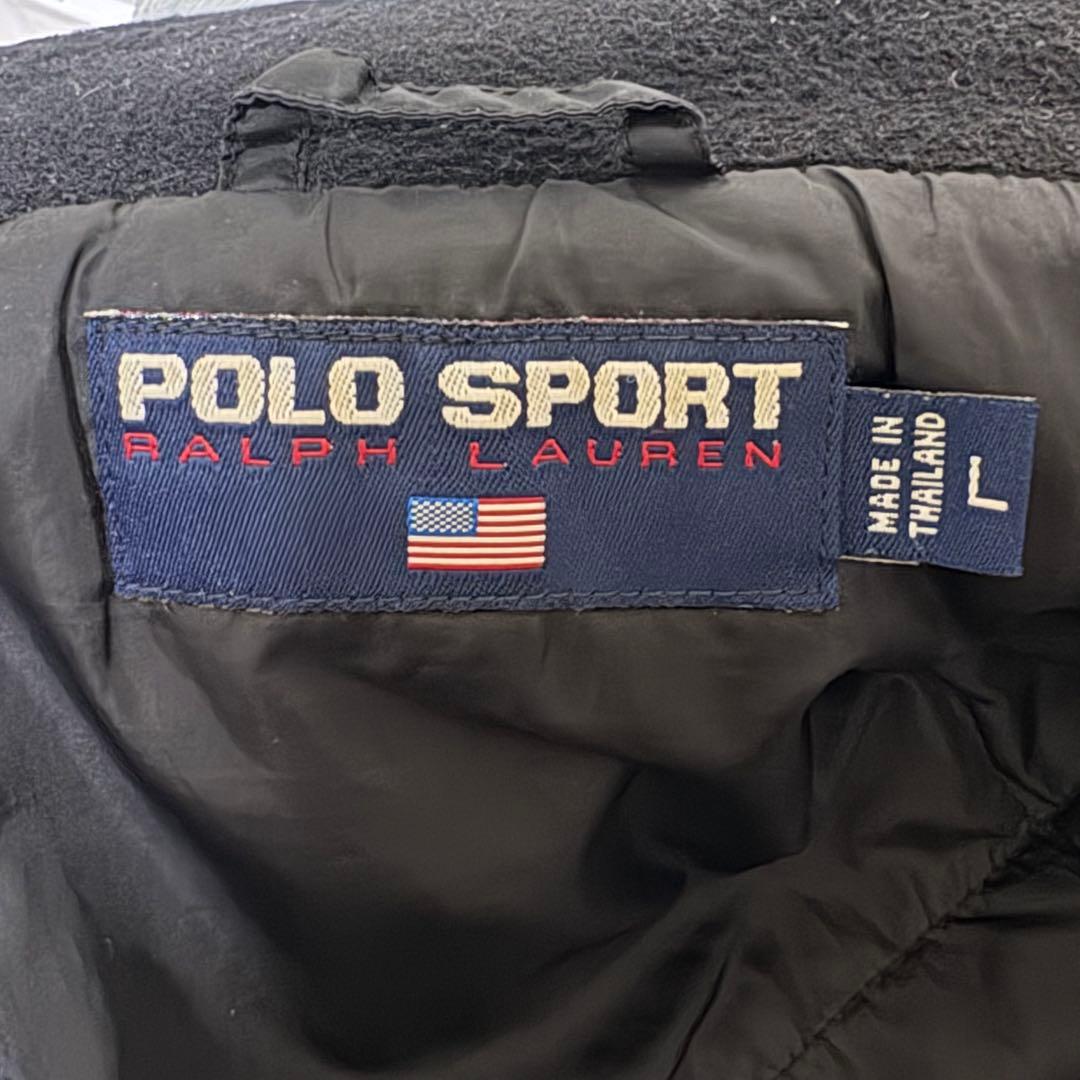 POLO SPORT
RALPH LAUREN
MADE IN
THAILAND
L